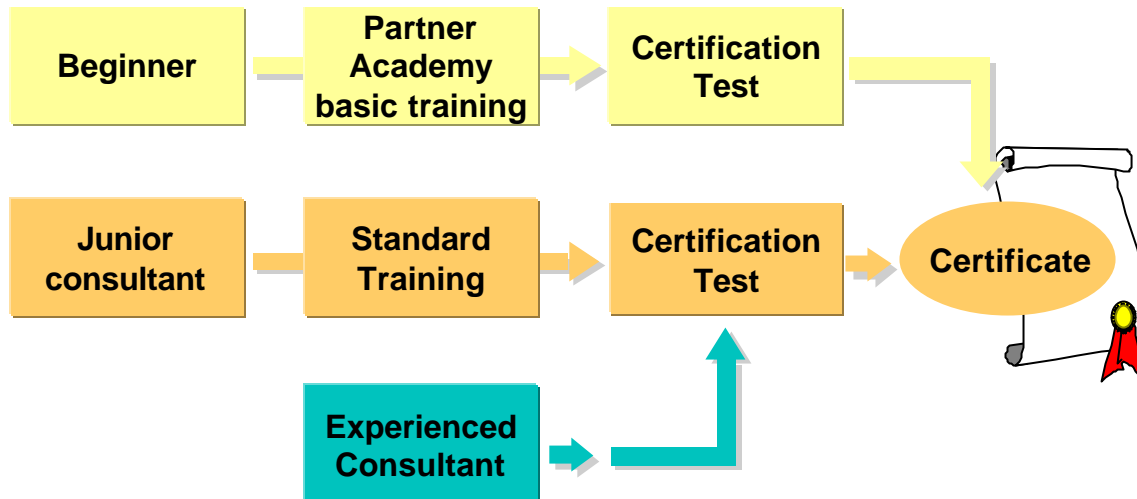 Beginner
Partner
Academy
basic training
Certification
Test
Junior
consultant
Standard
Training
Certification
Test
Certificate
Experienced
Consultant